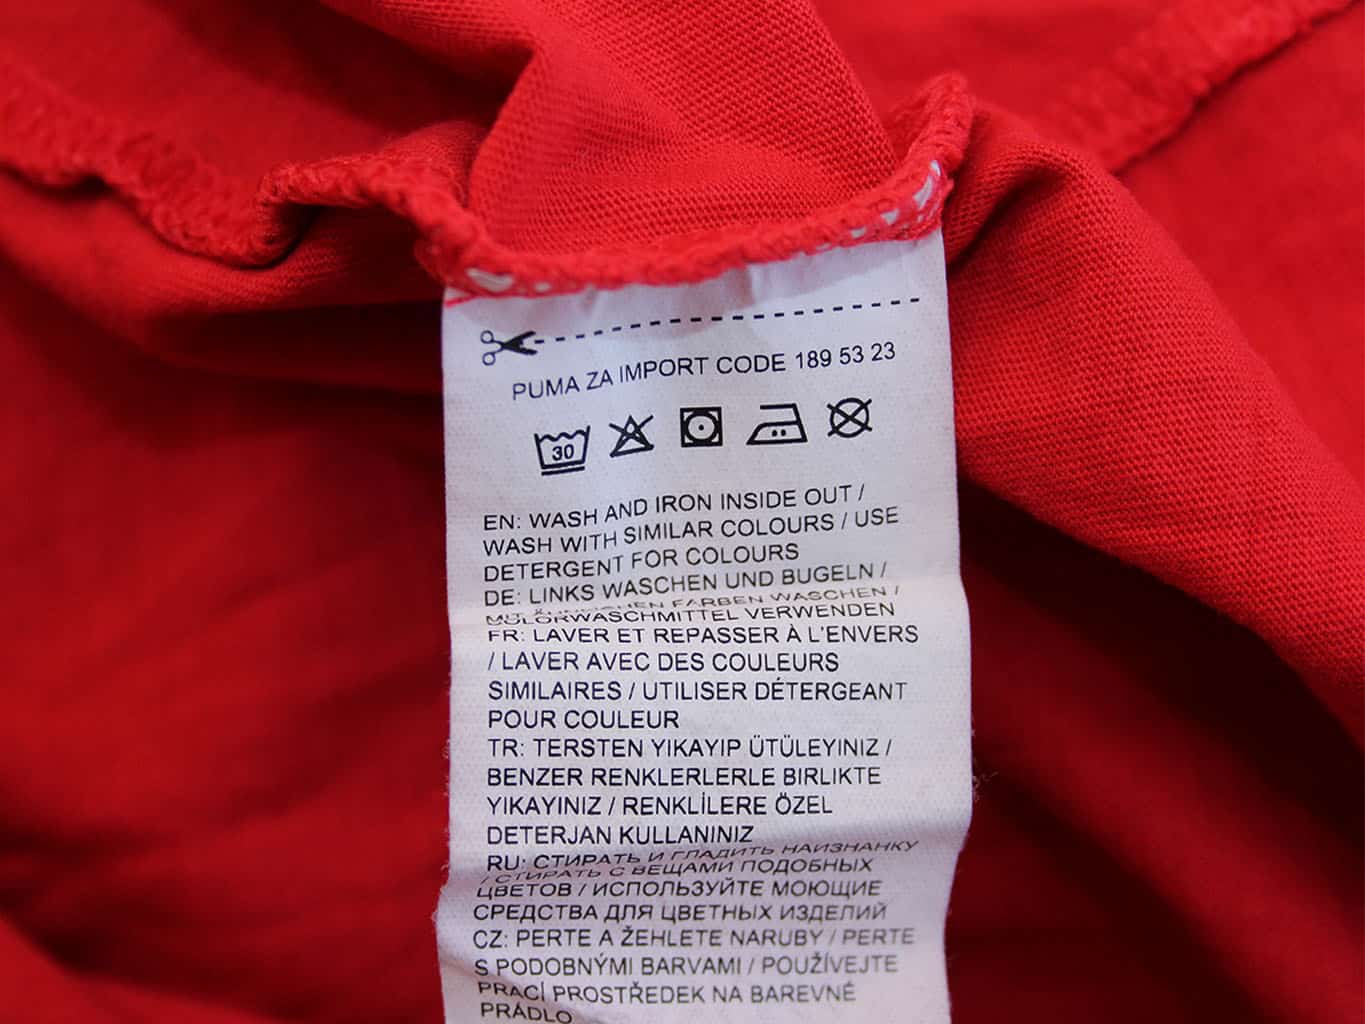 PUMA ZA IMPORT CODE 189 53 23
30
EN: WASH AND IRON INSIDE OUT /
WASH WITH SIMILAR COLOURS / USE
DETERGENT FOR COLOURS
DE: LINKS WASCHEN UND BUGELN /
MIT ÄHNLICHEN FARBEN WASCHEN /
COLORWASCHMITTEL VERWENDEN
FR: LAVER ET REPASSER À L'ENVERS
/ LAVER AVEC DES COULEURS
SIMILAIRES / UTILISER DÉTERGEANT
POUR COULEUR
TR: TERSTEN YIKAYIP ÜTÜLEYINIZ /
BENZER RENKLERLERLE BIRLIKTE
YIKAYINIZ / RENKLİLERE ÖZEL
DETERJAN KULLANINIZ
RU: СТИРАТЬ И ГЛАДИТЬ НАИЗНАНКУ
/ СТИРАТЬ С ВЕЩАМИ ПОДОБНЫХ
ЦВЕТОВ / ИСПОЛЬЗУЙТЕ МОЮЩИЕ
СРЕДСТВА ДЛЯ ЦВЕТНЫХ ИЗДЕЛИЙ
CZ: PERTE A ŽEHLETE NARUBY / PERTE
S PODOBNÝMI BARVAMI / POUŽÍVEJTE
PRACÍ PROSTŘEDEK NA BAREVNÉ
PRÁDLO